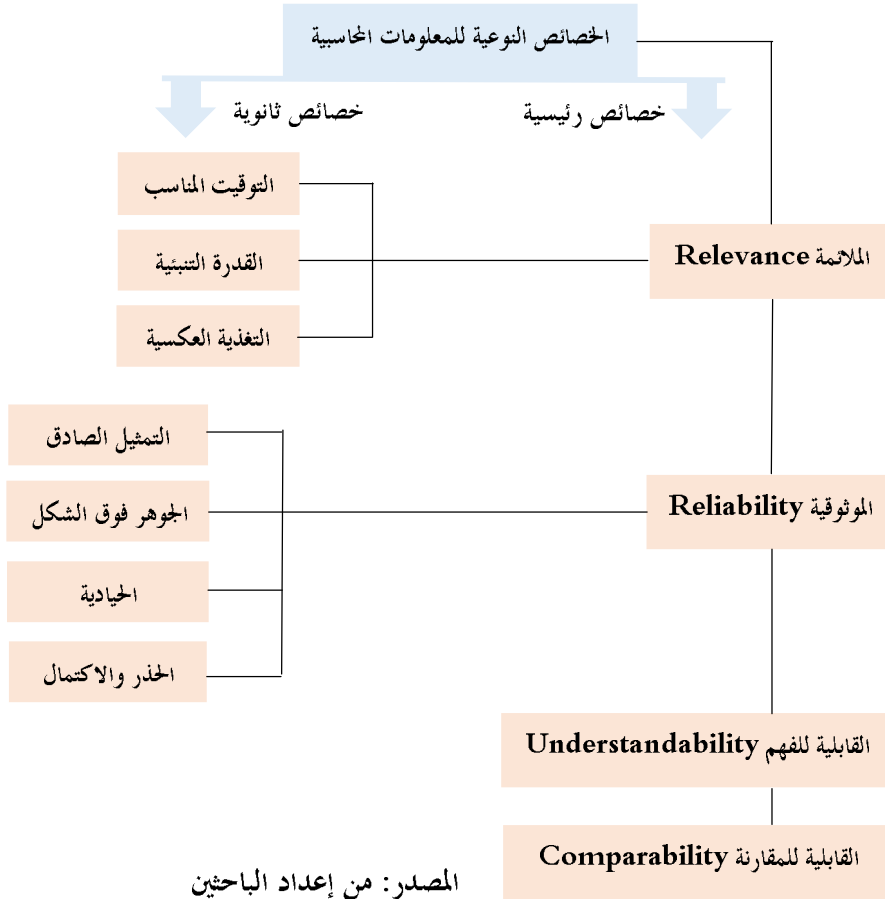 الخصائص النوعية للمعلومات المحاسبية
خصائص رئيسية
خصائص ثانوية
الملائمة Relevance
التوقيت المناسب
القدرة التنبئية
التغذية العكسية
الموثوقية Reliability
التمثيل الصادق
الجوهر فوق الشكل
الحيادية
الحذر والاكتمال
القابلية للفهم Understandability
القابلية للمقارنة Comparability
المصدر: من إعداد الباحثين